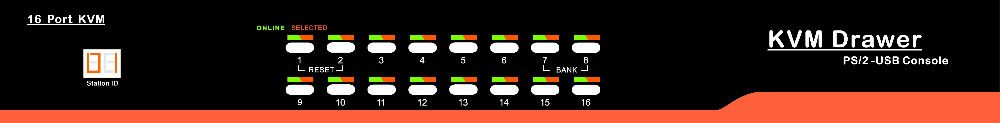 16 Port KVM
ONLINE SELECTED
KVM Drawer
PS/2-USB Console
01
Station ID
1 2 3 4 5 6 7 8
RESET BANK
9 10 11 12 13 14 15 16